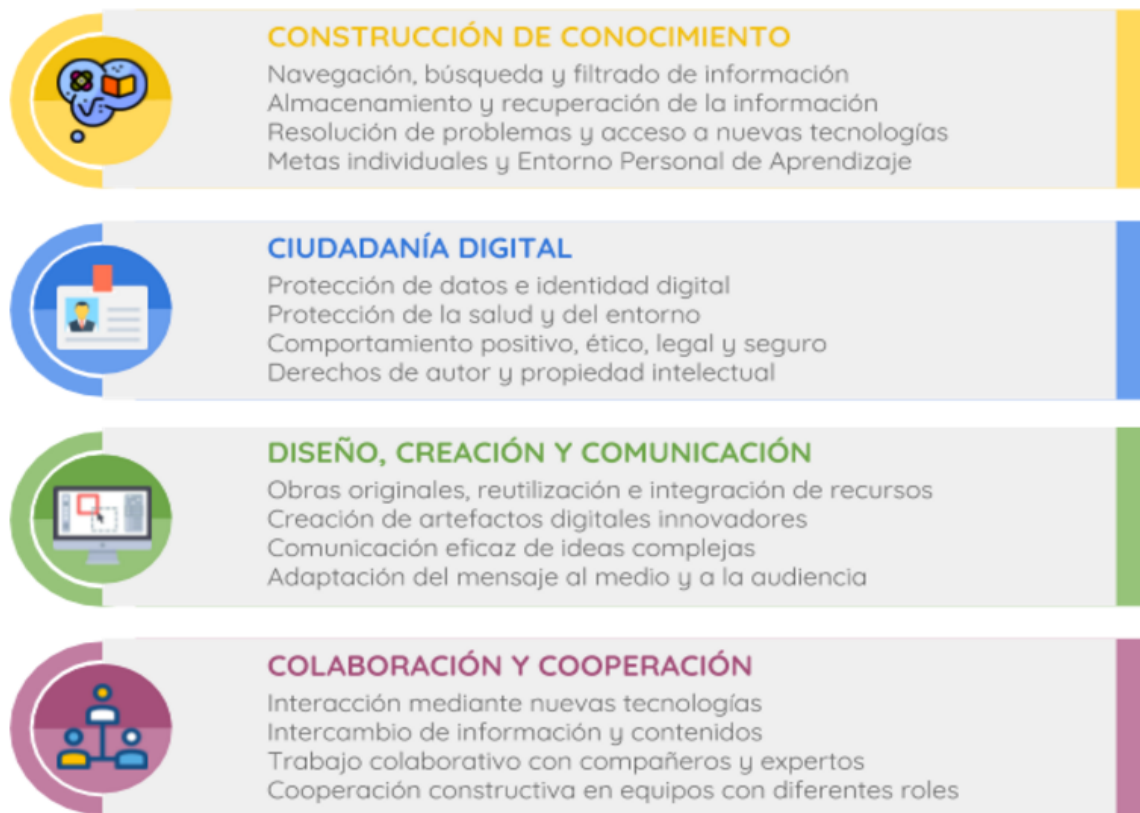 CONSTRUCCIÓN DE CONOCIMIENTO
Navegación, búsqueda y filtrado de información
Almacenamiento y recuperación de la información
Resolución de problemas y acceso a nuevas tecnologías
Metas individuales y Entorno Personal de Aprendizaje
CIUDADANÍA DIGITAL
Protección de datos e identidad digital
Protección de la salud y del entorno
Comportamiento positivo, ético, legal y seguro
Derechos de autor y propiedad intelectual
DISEÑO, CREACIÓN Y COMUNICACIÓN
Obras originales, reutilización e integración de recursos
Creación de artefactos digitales innovadores
Comunicación eficaz de ideas complejas
Adaptación del mensaje al medio y a la audiencia
COLABORACIÓN Y COOPERACIÓN
Interacción mediante nuevas tecnologías
Intercambio de información y contenidos
Trabajo colaborativo con compañeros y expertos
Cooperación constructiva en equipos con diferentes roles